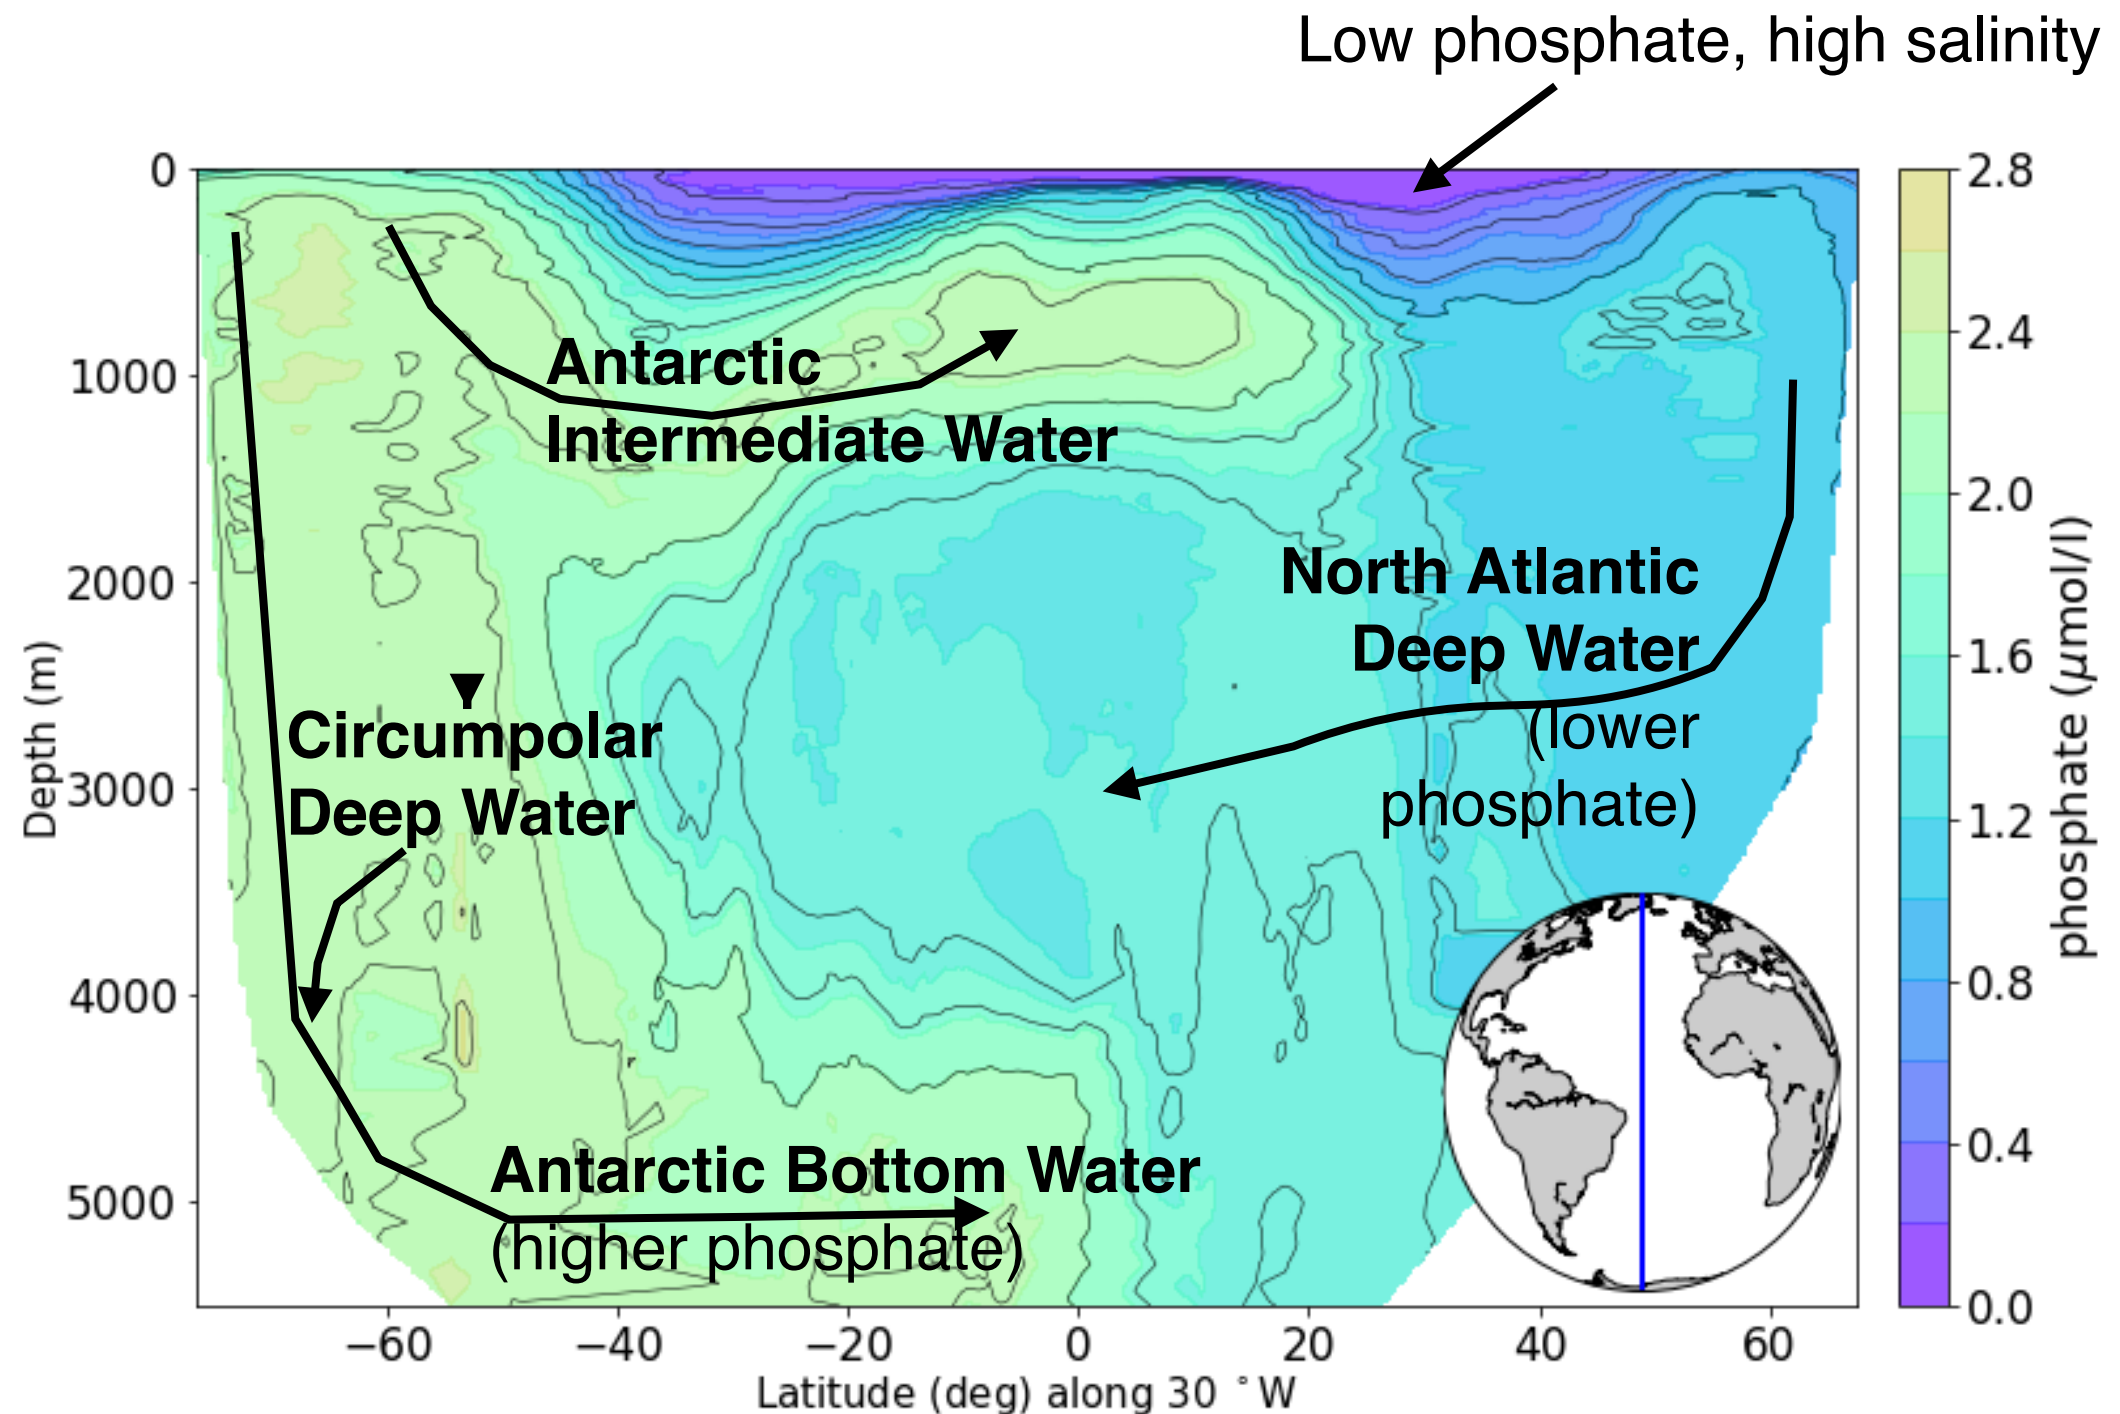 Low phosphate, high salinity
0
1000
2000
3000
4000
5000
Depth (m)
Antarctic
Intermediate Water
North Atlantic
Deep Water
(lower
phosphate)
Circumpolar
Deep Water
Antarctic Bottom Water
(higher phosphate)
−60
−40
−20
0
20
40
60
Latitude (deg) along 30 °W
2.8
2.4
2.0
1.6
1.2
0.8
0.4
0.0
phosphate (μmol/l)